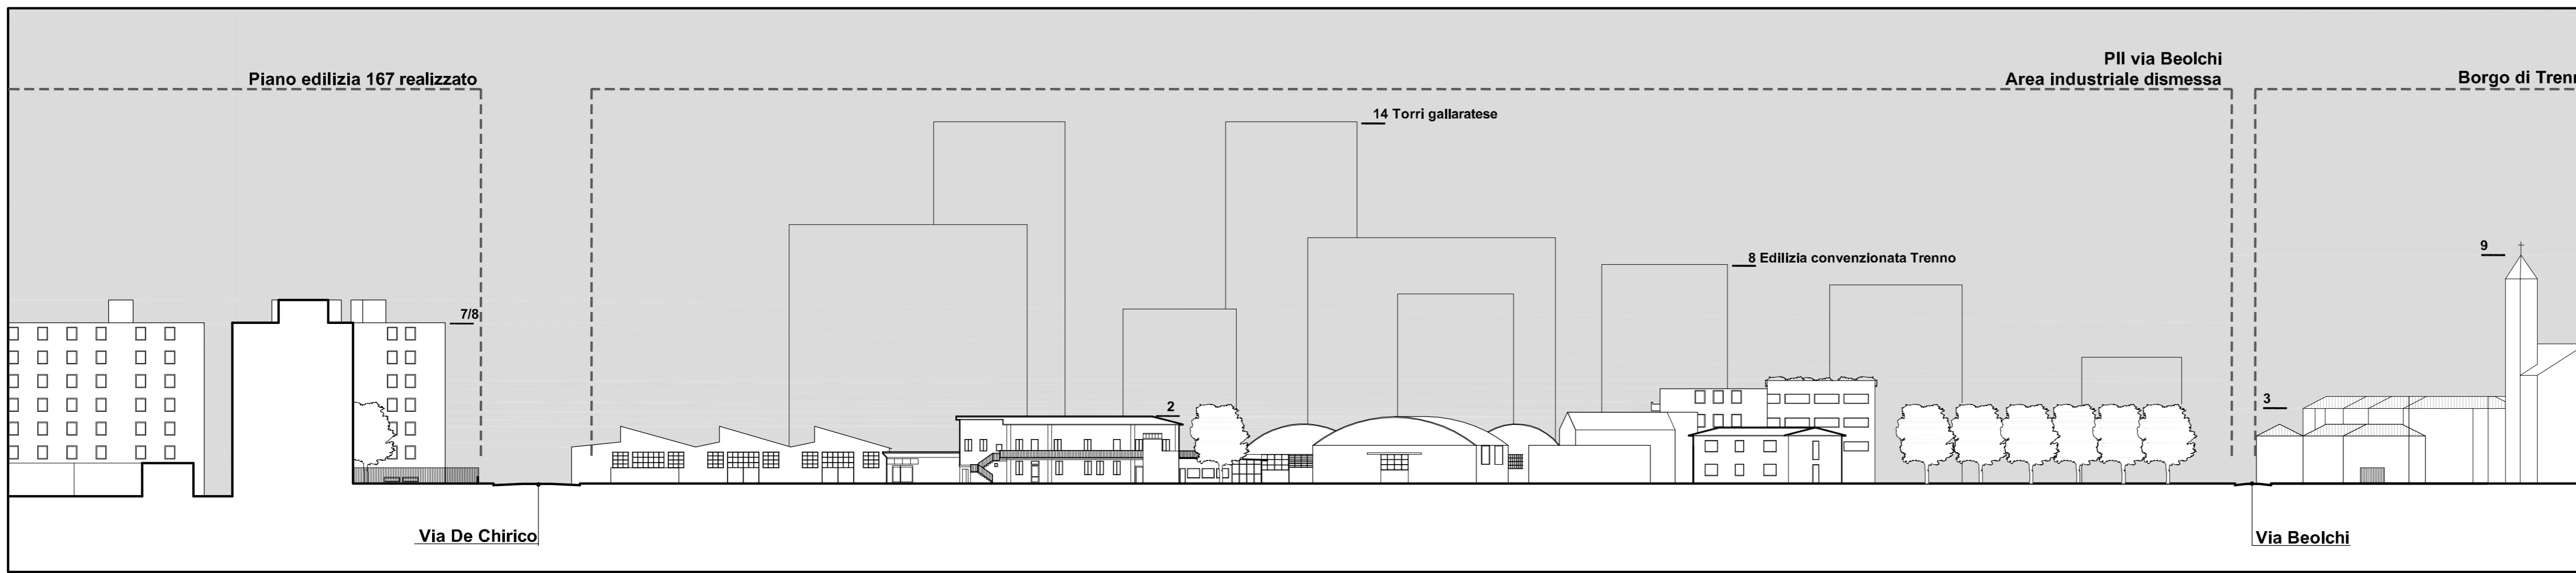 Piano edilizia 167 realizzato
PII via Beolchi
Area industriale dismessa
Borgo di Trenn
14 Torri gallaratese
9
8 Edilizia convenzionata Trenno
7/8
2
3
Via De Chirico
Via Beolchi